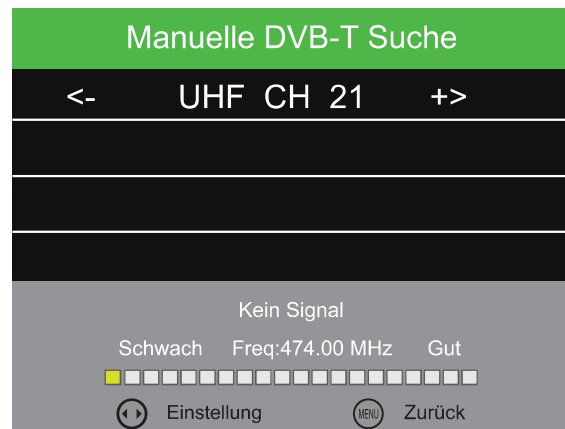 Manuelle DVB-T Suche
<- UHF CH 21 +>
Kein Signal
Schwach Freq:474.00 MHz Gut
Einstellung MENU Zurück